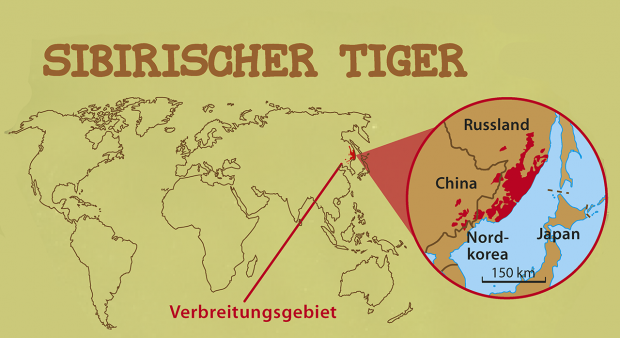 SIBIRISCHER TIGER
Russland
China
Nord-
korea
Japan
150 km
Verbreitungsgebiet